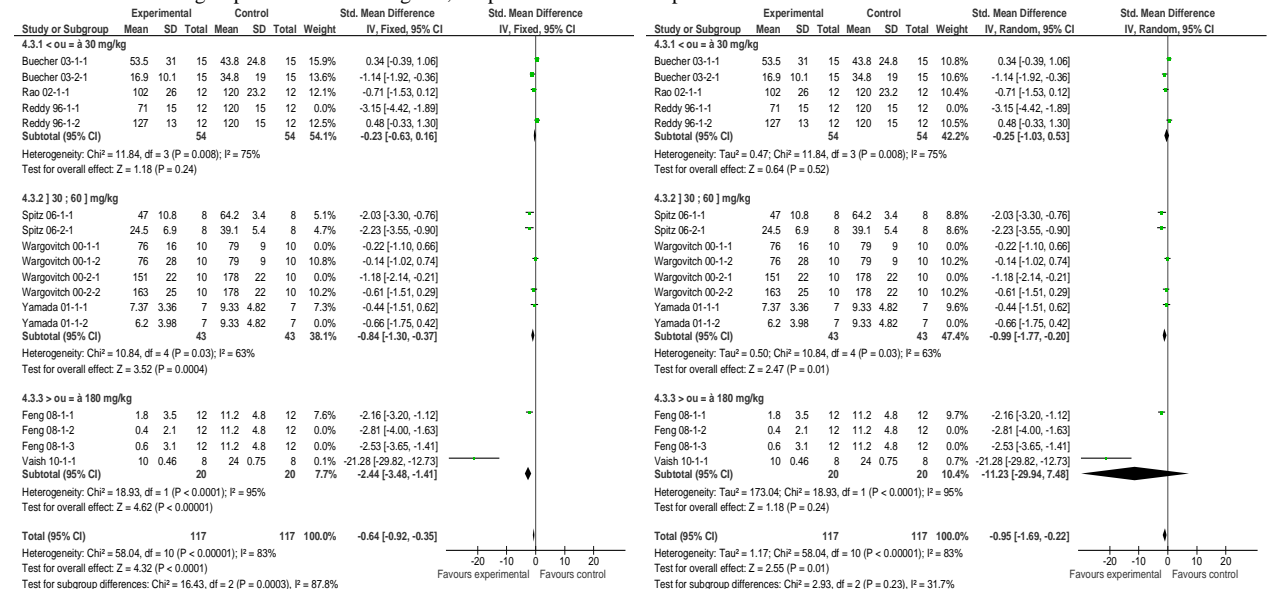 Experimental Control Std. Mean Difference Std. Mean Difference
Study or Subgroup Mean SD Total Mean SD Total Weight IV, Fixed, 95% CI IV, Fixed, 95% CI
4.3.1 < ou = à 30 mg/kg
Buecher 03-1-1 53.5 31 15 43.8 24.8 15 15.9% 0.34 [-0.39, 1.06]
Buecher 03-2-1 16.9 10.1 15 34.8 19 15 13.6% -1.14 [-1.92, -0.36]
Rao 02-1-1 102 26 12 120 23.2 12 12.1% -0.71 [-1.53, 0.12]
Reddy 96-1-1 71 15 12 120 15 12 0.0% -3.15 [-4.42, -1.89]
Reddy 96-1-2 127 13 12 120 15 12 12.5% 0.48 [-0.33, 1.30]
Subtotal (95% CI) 54 54 54.1% -0.23 [-0.63, 0.16]
Heterogeneity: Chi² = 11.84, df = 3 (P = 0.008); I² = 75%
Test for overall effect: Z = 1.18 (P = 0.24)
4.3.2 ] 30 ; 60 ] mg/kg
Spitz 06-1-1 47 10.8 8 64.2 3.4 8 5.1% -2.03 [-3.30, -0.76]
Spitz 06-2-1 24.5 6.9 8 39.1 5.4 8 4.7% -2.23 [-3.55, -0.90]
Wargovitch 00-1-1 76 16 10 79 9 10 0.0% -0.22 [-1.10, 0.66]
Wargovitch 00-1-2 76 28 10 79 9 10 10.8% -0.14 [-1.02, 0.74]
Wargovitch 00-2-1 151 22 10 178 22 10 0.0% -1.18 [-2.14, -0.21]
Wargovitch 00-2-2 163 25 10 178 22 10 10.2% -0.61 [-1.51, 0.29]
Yamada 01-1-1 7.37 3.36 7 9.33 4.82 7 7.3% -0.44 [-1.51, 0.62]
Yamada 01-1-2 6.2 3.98 7 9.33 4.82 7 0.0% -0.66 [-1.75, 0.42]
Subtotal (95% CI) 43 43 38.1% -0.84 [-1.30, -0.37]
Heterogeneity: Chi² = 10.84, df = 4 (P = 0.03); I² = 63%
Test for overall effect: Z = 3.52 (P = 0.0004)
4.3.3 > ou = à 180 mg/kg
Feng 08-1-1 1.8 3.5 12 11.2 4.8 12 7.6% -2.16 [-3.20, -1.12]
Feng 08-1-2 0.4 2.1 12 11.2 4.8 12 0.0% -2.81 [-4.00, -1.63]
Feng 08-1-3 0.6 3.1 12 11.2 4.8 12 0.0% -2.53 [-3.65, -1.41]
Vaish 10-1-1 10 0.46 8 24 0.75 8 0.1% -21.28 [-29.82, -12.73]
Subtotal (95% CI) 20 20 7.7% -2.44 [-3.48, -1.41]
Heterogeneity: Chi² = 18.93, df = 1 (P < 0.0001); I² = 95%
Test for overall effect: Z = 4.62 (P < 0.00001)
Total (95% CI) 117 117 100.0% -0.64 [-0.92, -0.35]
Heterogeneity: Chi² = 58.04, df = 10 (P < 0.00001); I² = 83%
Test for overall effect: Z = 4.32 (P < 0.0001)
Test for subgroup differences: Chi² = 16.43, df = 2 (P = 0.0003), I² = 87.8%
-20 -10 0 10 20
Favours experimental Favours control
Experimental Control Std. Mean Difference Std. Mean Difference
Study or Subgroup Mean SD Total Mean SD Total Weight IV, Random, 95% CI IV, Random, 95% CI
4.3.1 < ou = à 30 mg/kg
Buecher 03-1-1 53.5 31 15 43.8 24.8 15 10.8% 0.34 [-0.39, 1.06]
Buecher 03-2-1 16.9 10.1 15 34.8 19 15 10.6% -1.14 [-1.92, -0.36]
Rao 02-1-1 102 26 12 120 23.2 12 10.4% -0.71 [-1.53, 0.12]
Reddy 96-1-1 71 15 12 120 15 12 0.0% -3.15 [-4.42, -1.89]
Reddy 96-1-2 127 13 12 120 15 12 10.4% 0.48 [-0.33, 1.30]
Subtotal (95% CI) 54 54 42.2% -0.25 [-1.03, 0.53]
Heterogeneity: Tau² = 0.47; Chi² = 11.84, df = 3 (P = 0.008); I² = 75%
Test for overall effect: Z = 0.64 (P = 0.52)
4.3.2 ] 30 ; 60 ] mg/kg
Spitz 06-1-1 47 10.8 8 64.2 3.4 8 8.8% -2.03 [-3.30, -0.76]
Spitz 06-2-1 24.5 6.9 8 39.1 5.4 8 8.6% -2.23 [-3.55, -0.90]
Wargovitch 00-1-1 76 16 10 79 9 10 0.0% -0.22 [-1.10, 0.66]
Wargovitch 00-1-2 76 28 10 79 9 10 10.2% -0.14 [-1.02, 0.74]
Wargovitch 00-2-1 151 22 10 178 22 10 0.0% -1.18 [-2.14, -0.21]
Wargovitch 00-2-2 163 25 10 178 22 10 10.2% -0.61 [-1.51, 0.29]
Yamada 01-1-1 7.37 3.36 7 9.33 4.82 7 9.6% -0.44 [-1.51, 0.62]
Yamada 01-1-2 6.2 3.98 7 9.33 4.82 7 0.0% -0.66 [-1.75, 0.42]
Subtotal (95% CI) 43 43 47.4% -0.99 [-1.77, -0.20]
Heterogeneity: Tau² = 0.50; Chi² = 10.84, df = 4 (P = 0.03); I² = 63%
Test for overall effect: Z = 2.47 (P = 0.01)
4.3.3 > ou = à 180 mg/kg
Feng 08-1-1 1.8 3.5 12 11.2 4.8 12 9.7% -2.16 [-3.20, -1.12]
Feng 08-1-2 0.4 2.1 12 11.2 4.8 12 0.0% -2.81 [-4.00, -1.63]
Feng 08-1-3 0.6 3.1 12 11.2 4.8 12 0.0% -2.53 [-3.65, -1.41]
Vaish 10-1-1 10 0.46 8 24 0.75 8 0.7% -21.28 [-29.82, -12.73]
Subtotal (95% CI) 20 20 10.4% -11.23 [-29.94, 7.48]
Heterogeneity: Tau² = 173.04; Chi² = 18.93, df = 1 (P < 0.0001); I² = 95%
Test for overall effect: Z = 1.18 (P = 0.24)
Total (95% CI) 117 117 100.0% -0.95 [-1.69, -0.22]
Heterogeneity: Tau² = 1.17; Chi² = 58.04, df = 10 (P < 0.00001); I² = 83%
Test for overall effect: Z = 2.55 (P = 0.01)
Test for subgroup differences: Chi² = 2.93, df = 2 (P = 0.23), I² = 31.7%
-20 -10 0 10 20
Favours experimental Favours control